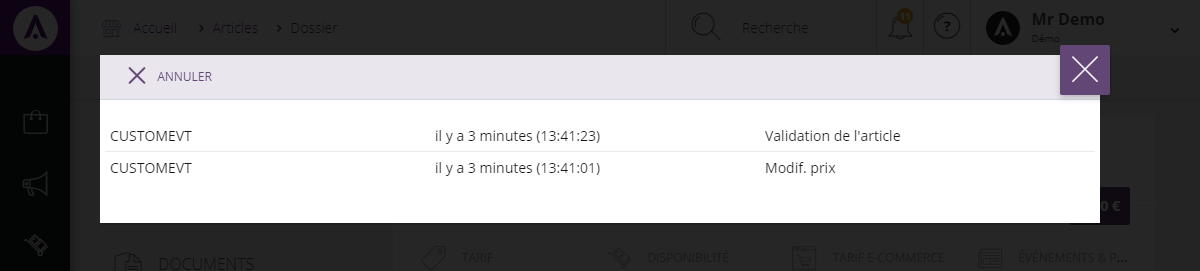 Accueil > Articles > Dossier Recherche 11 ? Mr Demo
Démo
ANNULER
CUSTOMEVT il y a 3 minutes (13:41:23) Validation de l'article
CUSTOMEVT il y a 3 minutes (13:41:01) Modif. prix
0 €
DOCUMENTS TARIF DISPONIBILITÉ TARIF E-COMMERCE ÉVÉNEMENTS & P...